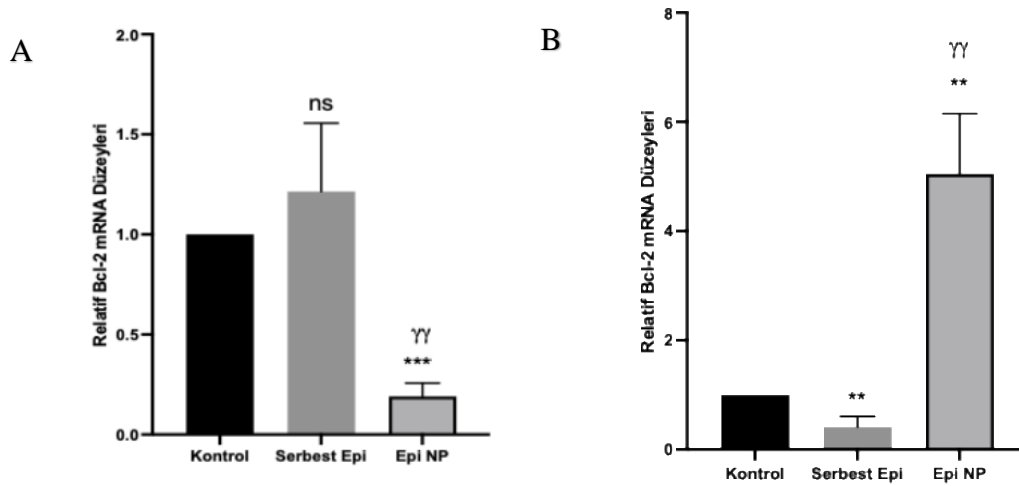 A
Relatif Bcl-2 mRNA Düzeyleri
2.0
1.5
1.0
0.5
0.0
ns
γγ
***
Kontrol Serbest Epi Epi NP
B
Relatif Bcl-2 mRNA Düzeyleri
8
6
4
2
0
γγ
**
**
Kontrol Serbest Epi Epi NP